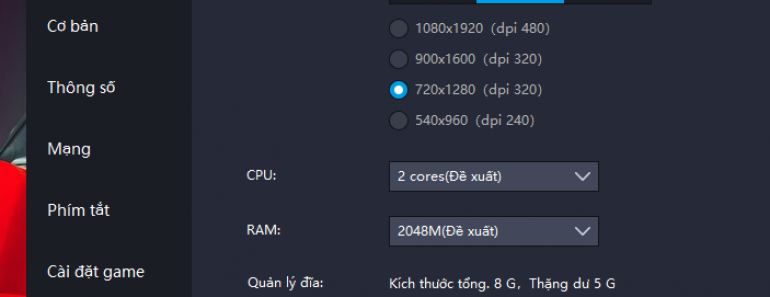 Cơ bản
Thông số
Mạng
Phím tắt
Cài đặt game
1080x1920 (dpi 480)
900x1600 (dpi 320)
720x1280 (dpi 320)
540x960 (dpi 240)
CPU: 2 cores(Đề xuất)
RAM: 2048M(Đề xuất)
Quản lý đĩa: Kích thước tổng. 8 G, Thặng dư 5 G